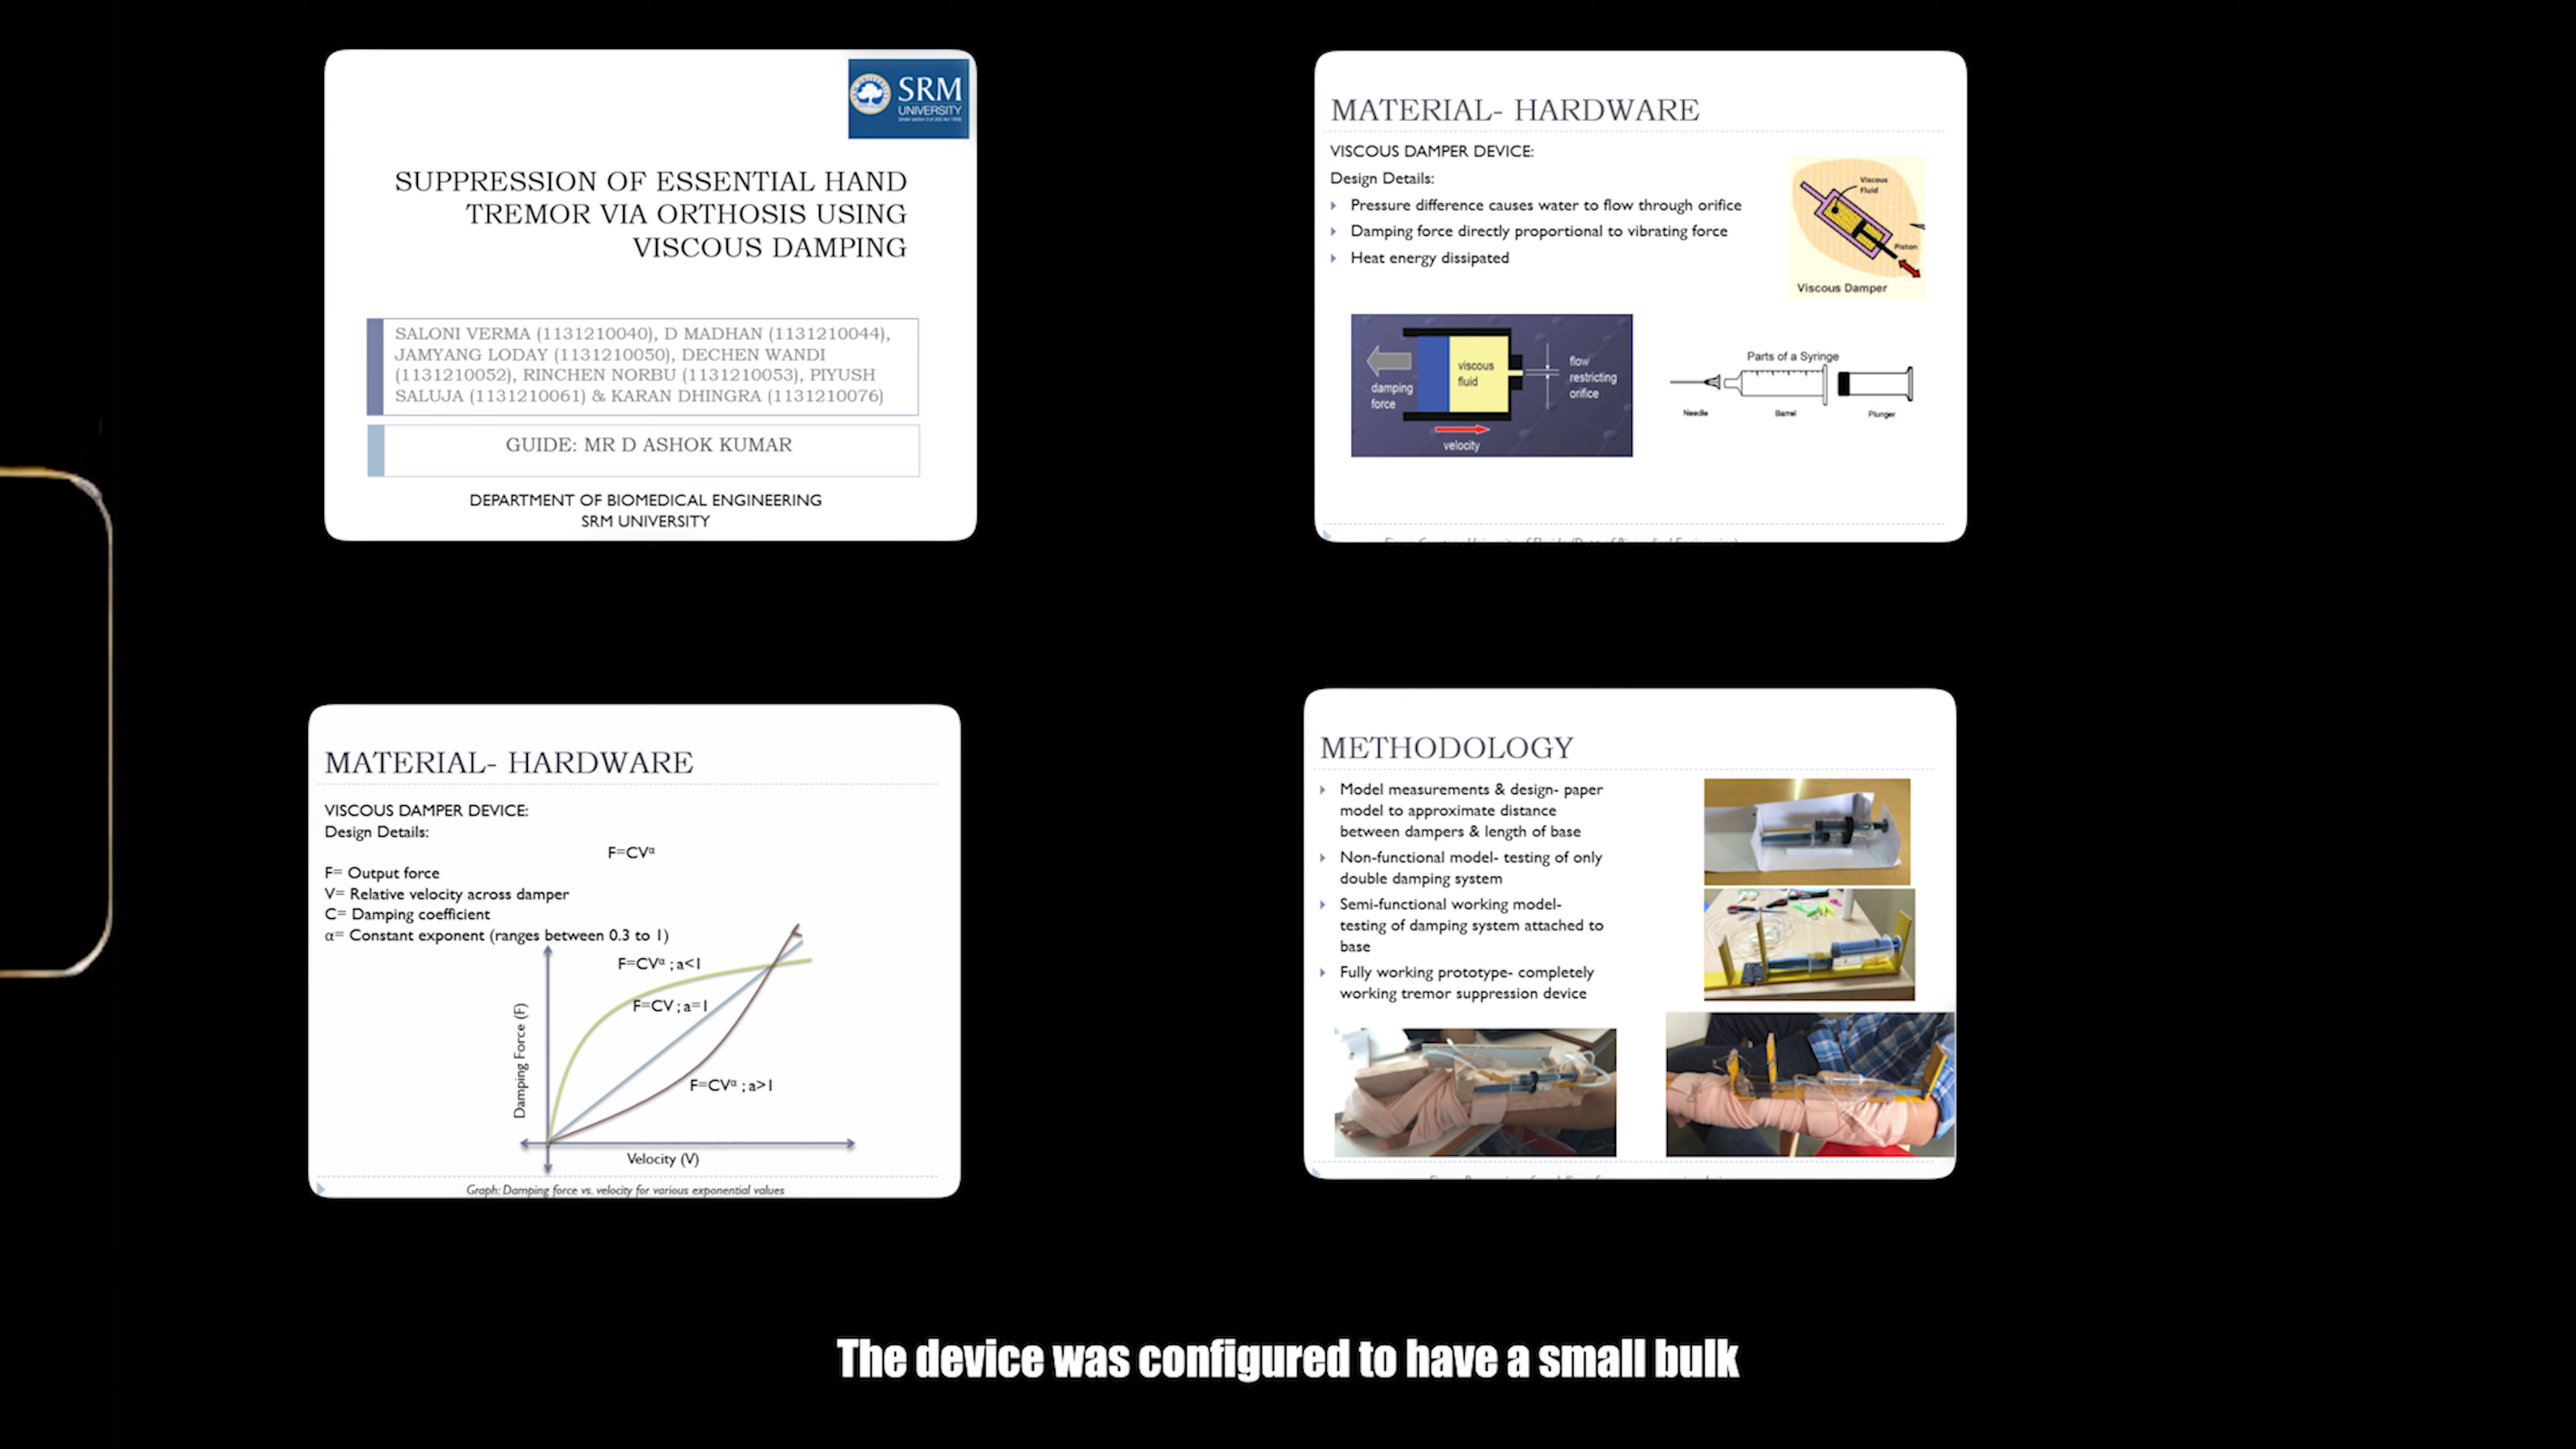 SRM
UNIVERSITY
SUPPRESSION OF ESSENTIAL HAND
TREMOR VIA ORTHOSIS USING
VISCOUS DAMPING
SALONI VERMA (1131210040), D MADHAN (1131210044),
JAMYANG LODAY (1131210050), DECHEN WANDI
(1131210052), RINCHEN NORBU (1131210053), PIYUSH
SALUJA (1131210061) & KARAN DHINGRA (1131210076)
GUIDE: MR D ASHOK KUMAR
DEPARTMENT OF BIOMEDICAL ENGINEERING
SRM UNIVERSITY
MATERIAL- HARDWARE
VISCOUS DAMPER DEVICE:
Design Details:
Pressure difference causes water to flow through orifice
Damping force directly proportional to vibrating force
Heat energy dissipated
Viscous
Fluid
Piston
Viscous Damper
damping
force
viscous
fluid
flow
restricting
orifice
velocity
Parts of a Syringe
Needle
Barrel
Plunger
MATERIAL- HARDWARE
VISCOUS DAMPER DEVICE:
Design Details:
F=CVα
F= Output force
V= Relative velocity across damper
C= Damping coefficient
α= Constant exponent (ranges between 0.3 to 1)
F=CVα ; a<1
F=CV ; a=1
F=CVα ; a>1
Damping Force (F)
Velocity (V)
Graph: Damping force vs. velocity for various exponential values
METHODOLOGY
Model measurements & design- paper
model to approximate distance
between dampers & length of base
Non-functional model- testing of only
double damping system
Semi-functional working model-
testing of damping system attached to
base
Fully working prototype- completely
working tremor suppression device
The device was configured to have a small bulk